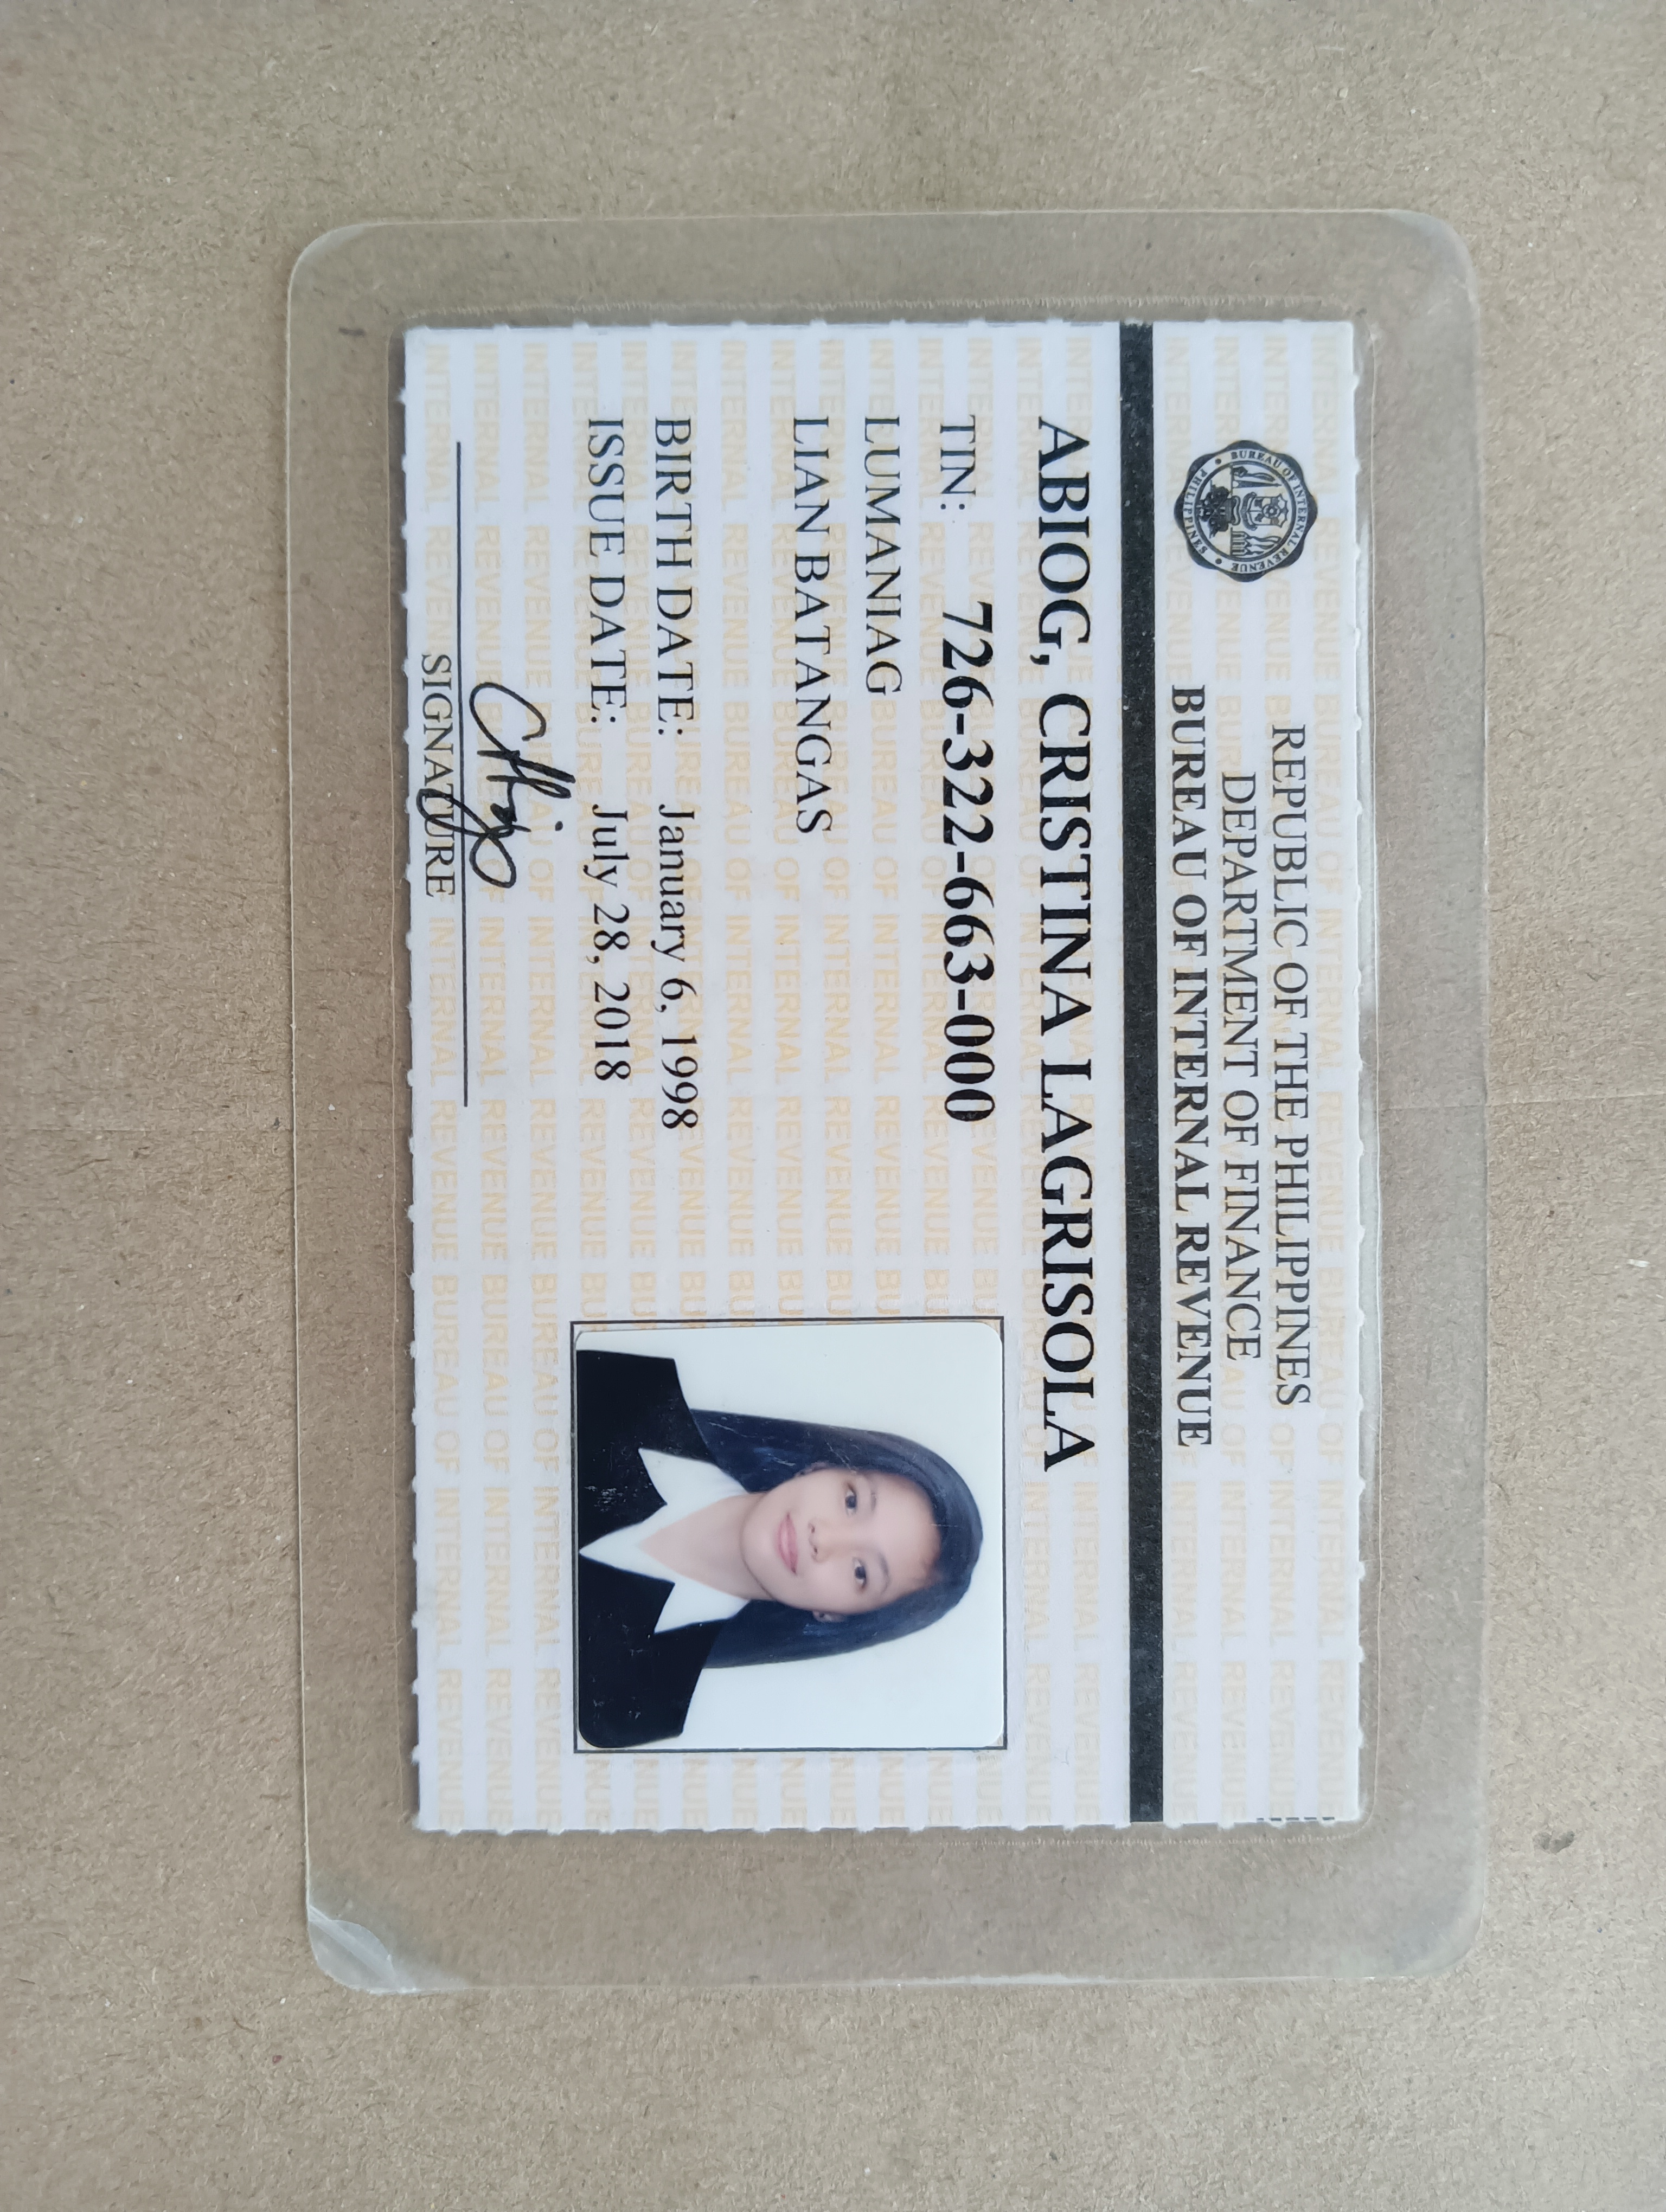 REPUBLIC OF THE PHILIPPINES
DEPARTMENT OF FINANCE
BUREAU OF INTERNAL REVENUE
BUREAU OF INTERNAL REVENUE
PHILIPPINES
ABIOG, CRISTINA LAGRISOLA
TIN: 726-322-663-000
LUMANIAG
LIAN BATANGAS
BIRTH DATE: January 6, 1998
ISSUE DATE: July 28, 2018
SIGNATURE